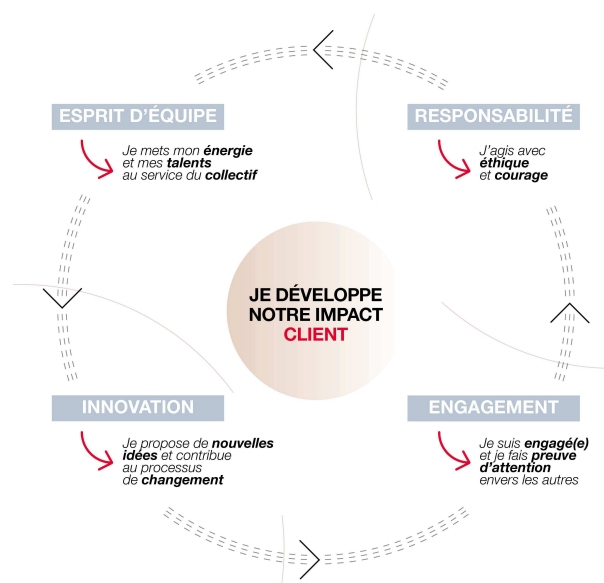 ESPRIT D'ÉQUIPE
Je mets mon énergie
et mes talents
au service du collectif
RESPONSABILITÉ
J'agis avec
éthique
et courage
JE DÉVELOPPE
NOTRE IMPACT
CLIENT
INNOVATION
Je propose de nouvelles
idées et contribue
au processus
de changement
ENGAGEMENT
Je suis engagé(e)
et je fais preuve
d'attention
envers les autres